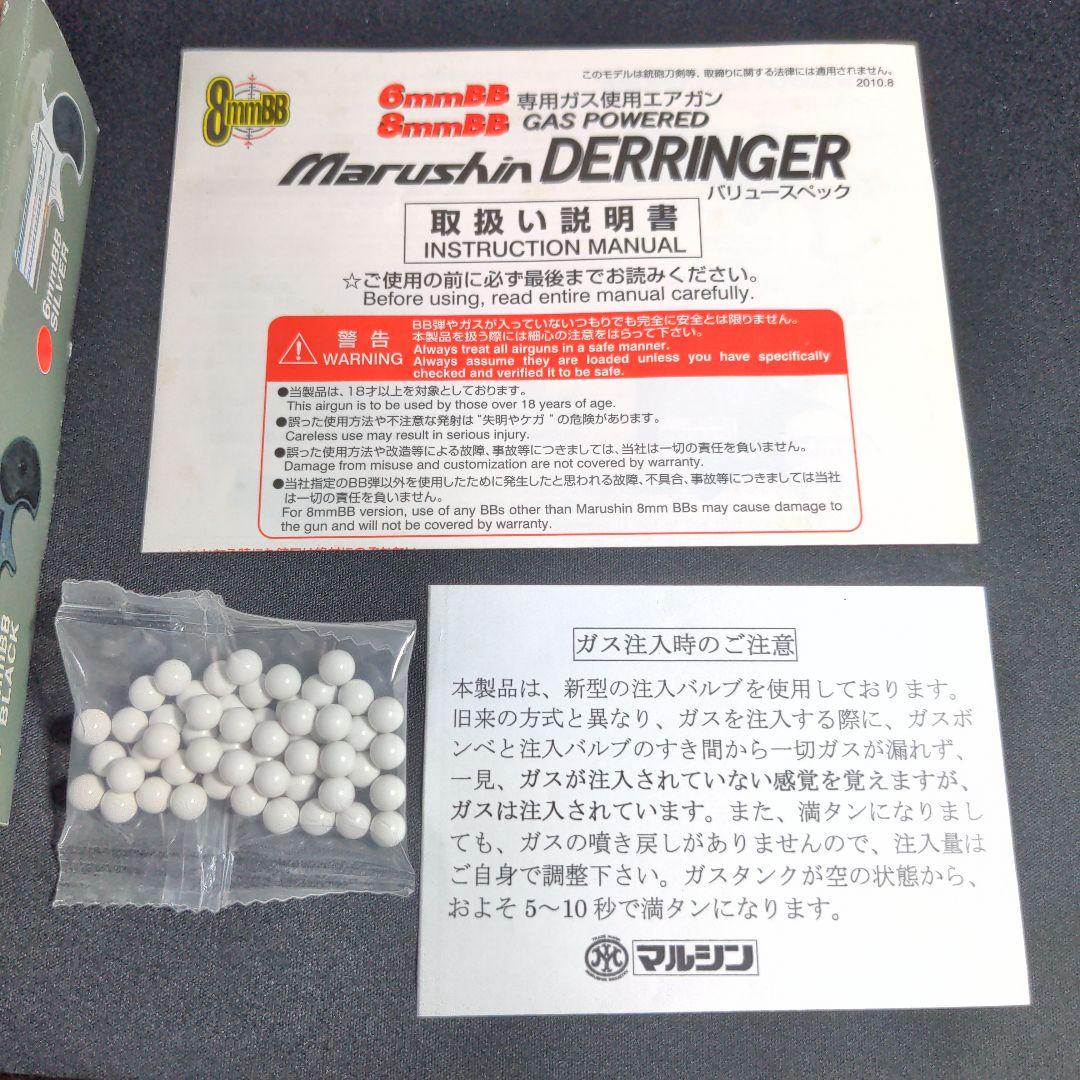 6mmBB
SILVER
BLACK
8mmBB
このモデルは銃砲刀剣等、取締りに関する法律には適用されません。
2010.8
6mmBB 専用ガス使用エアガン
8mmBB GAS POWERED
Marushin DERRINGER
バリュースペック
取扱い説明書
INSTRUCTION MANUAL
☆ご使用の前に必ず最後までお読みください。
Before using, read entire manual carefully.
警告
WARNING
BB弾やガスが入っていないつもりでも完全に安全とは限りません。
本製品を扱う際には細心の注意をはらって下さい。
Always treat all airguns in a safe manner.
Always assume they are loaded unless you have specifically
checked and verified it to be safe.
●当製品は、18才以上を対象としております。
This airgun is to be used by those over 18 years of age.
●誤った使用方法や不注意な発射は"失明やケガ"の危険があります。
Careless use may result in serious injury.
●誤った使用方法や改造等による故障、事故等につきましては、当社は一切の責任を負いません。
Damage from misuse and customization are not covered by warranty.
●当社指定のBB弾以外を使用したために発生したと思われる故障、不具合、事故等につきましては当社
は一切の責任を負いません。
For 8mmBB version, use of any BBs other than Marushin 8mm BBs may cause damage to
the gun and will not be covered by warranty.
ガス注入時のご注意
本製品は、新型の注入バルブを使用しております。
旧来の方式と異なり、ガスを注入する際に、ガスボ
ンベと注入バルブのすき間から一切ガスが漏れず、
一見、ガスが注入されていない感覚を覚えますが、
ガスは注入されています。また、満タンになりまし
ても、ガスの噴き戻しがありませんので、注入量は
ご自身で調整下さい。ガスタンクが空の状態から、
およそ5～10秒で満タンになります。
マルシン